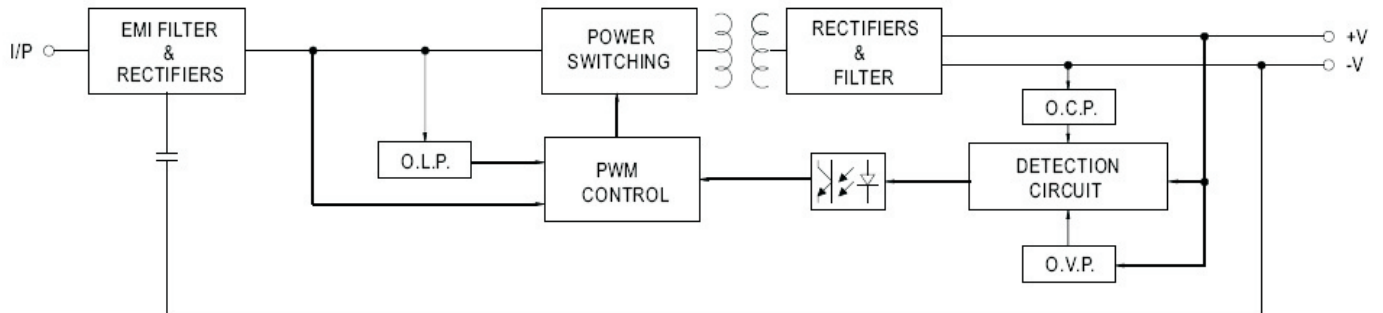 I/P
EMI FILTER
&
RECTIFIERS
POWER
SWITCHING
RECTIFIERS
&
FILTER
+V
-V
O.C.P.
O.L.P.
PWM
CONTROL
DETECTION
CIRCUIT
O.V.P.